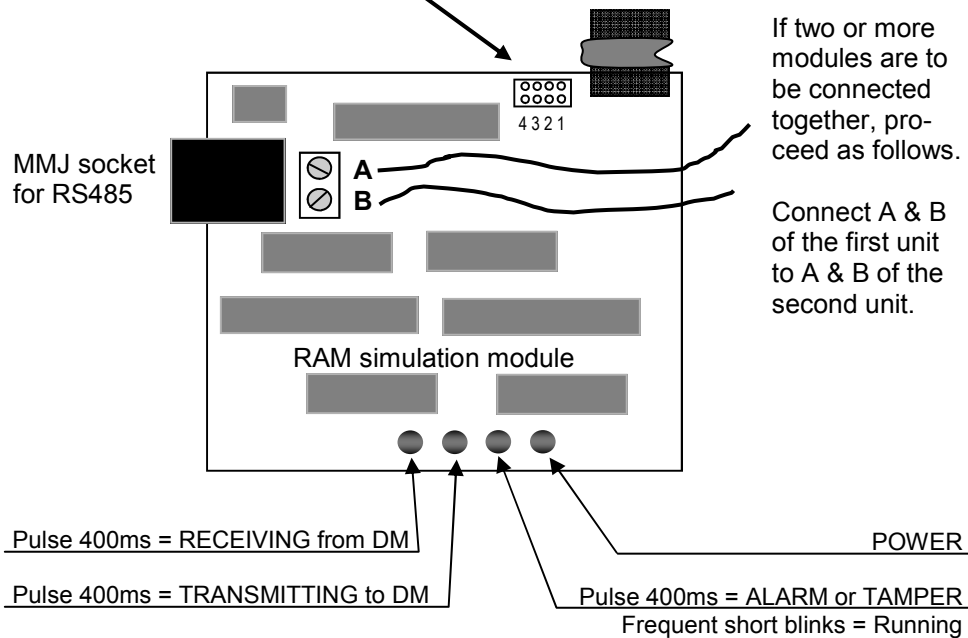 If two or more
modules are to
be connected
together, pro-
ceed as follows.
Connect A & B
of the first unit
to A & B of the
second unit.
4 3 2 1
MMJ socket
for RS485
A
B
RAM simulation module
Pulse 400ms = RECEIVING from DM
POWER
Pulse 400ms = TRANSMITTING to DM
Pulse 400ms = ALARM or TAMPER
Frequent short blinks = Running